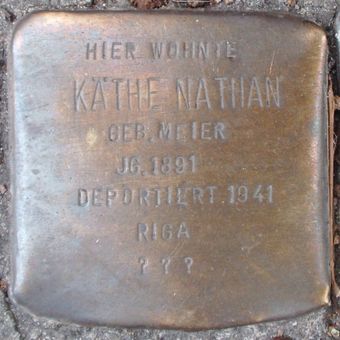 HIER WOHNTE
KÄTHE NATHAN
GEB. MEIER
JG. 1891
DEPORTIERT 1941
RIGA
? ? ?